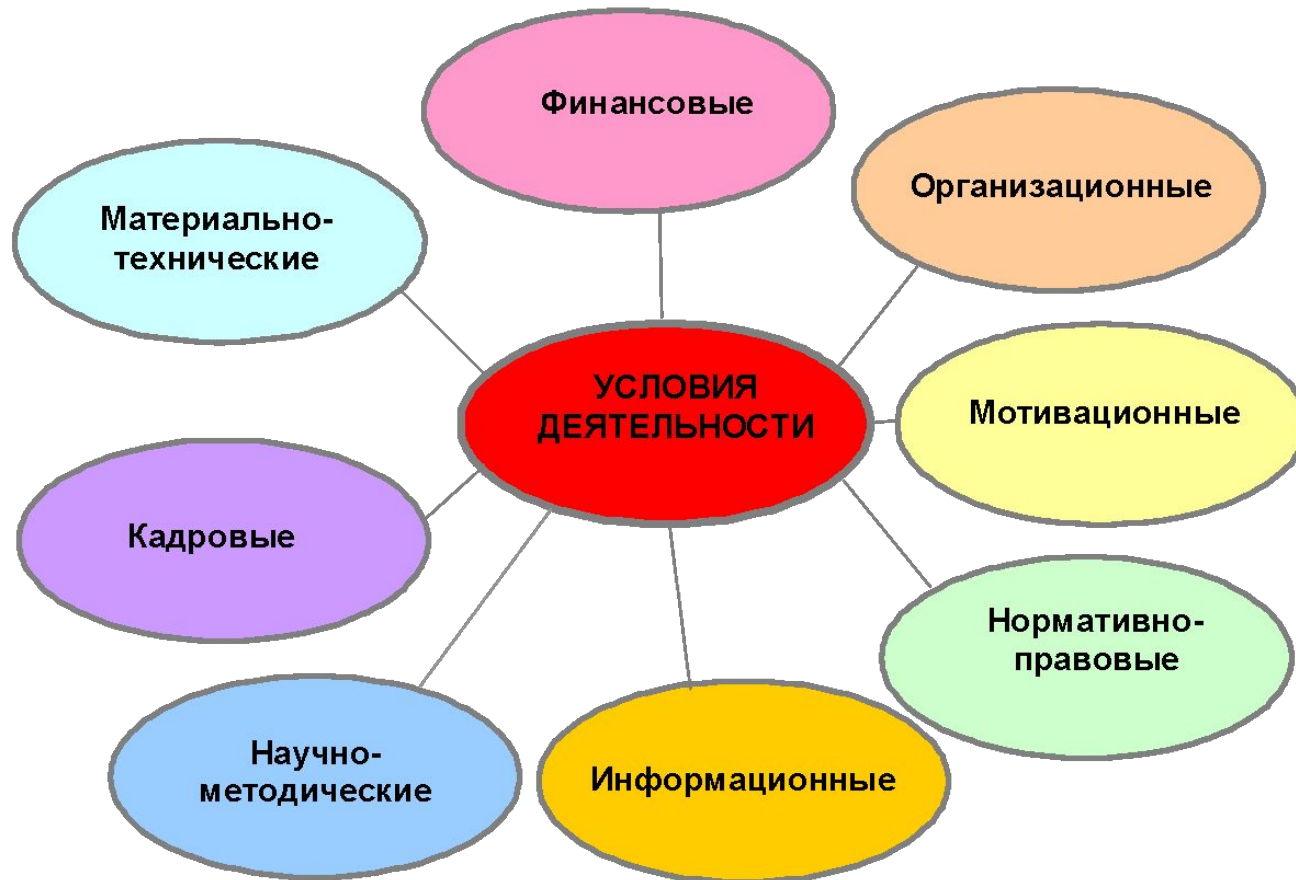 Финансовые
Организационные
Материально-
технические
УСЛОВИЯ
ДЕЯТЕЛЬНОСТИ
Мотивационные
Кадровые
Нормативно-
правовые
Научно-
методические
Информационные